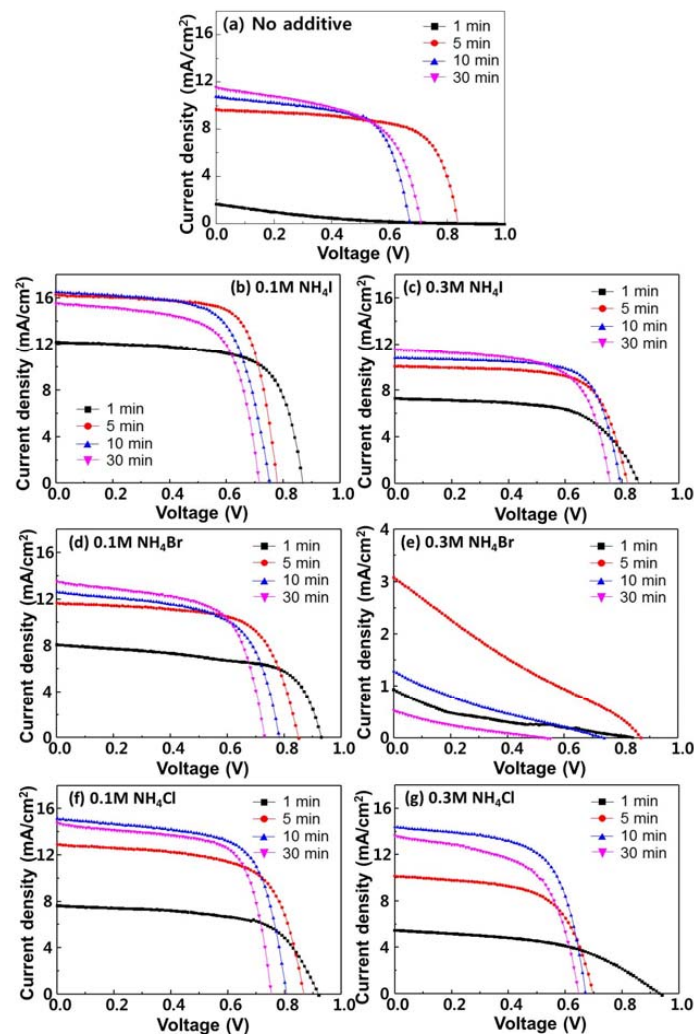 (a) No additive
1 min
5 min
10 min
30 min
Current density (mA/cm²)
16
12
8
4
0
0.0 0.2 0.4 0.6 0.8 1.0
Voltage (V)
(b) 0.1M NH₄I
1 min
5 min
10 min
30 min
Current density (mA/cm²)
16
12
8
4
0
0.0 0.2 0.4 0.6 0.8 1.0
Voltage (V)
(c) 0.3M NH₄I
1 min
5 min
10 min
30 min
Current density (mA/cm²)
16
12
8
4
0
0.0 0.2 0.4 0.6 0.8 1.0
Voltage (V)
(d) 0.1M NH₄Br
1 min
5 min
10 min
30 min
Current density (mA/cm²)
16
12
8
4
0
0.0 0.2 0.4 0.6 0.8 1.0
Voltage (V)
(e) 0.3M NH₄Br
1 min
5 min
10 min
30 min
Current density (mA/cm²)
4
3
2
1
0
0.0 0.2 0.4 0.6 0.8 1.0
Voltage (V)
(f) 0.1M NH₄Cl
1 min
5 min
10 min
30 min
Current density (mA/cm²)
16
12
8
4
0
0.0 0.2 0.4 0.6 0.8 1.0
Voltage (V)
(g) 0.3M NH₄Cl
1 min
5 min
10 min
30 min
Current density (mA/cm²)
16
12
8
4
0
0.0 0.2 0.4 0.6 0.8 1.0
Voltage (V)